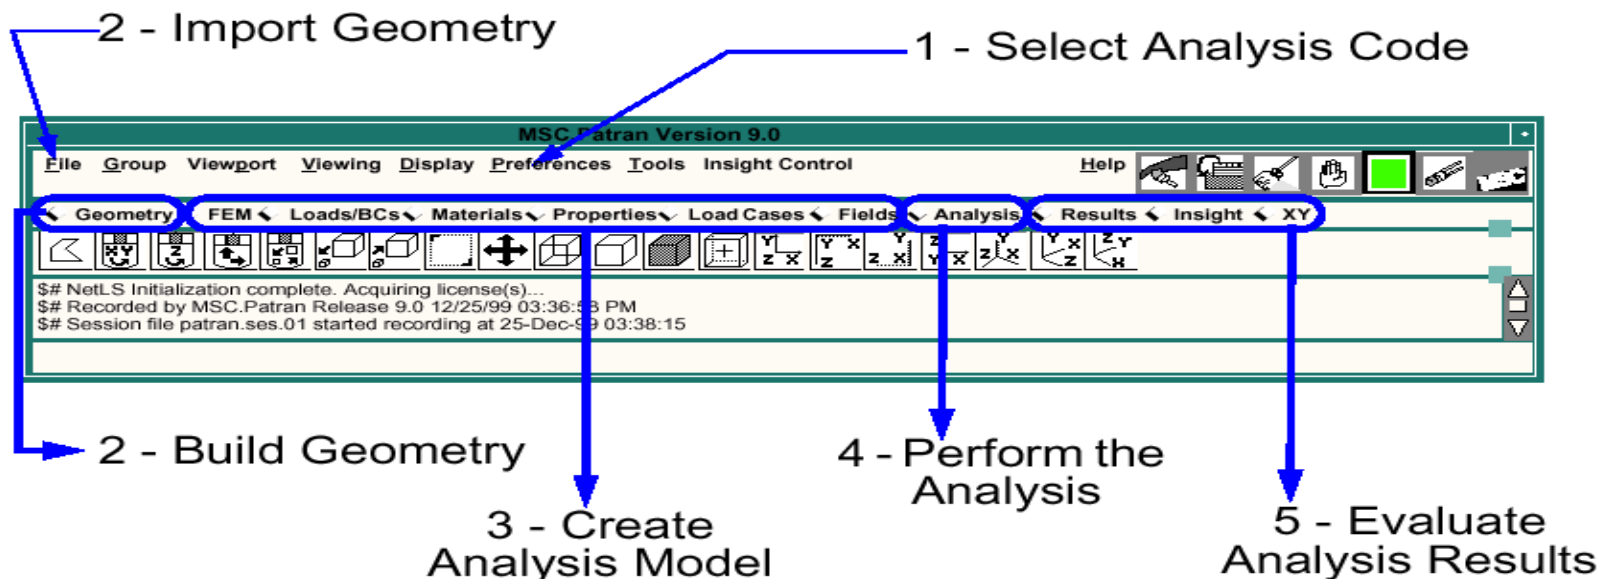 2 - Import Geometry
1 - Select Analysis Code
MSC.Patran Version 9.0
File Group Viewport Viewing Display Preferences Tools Insight Control Help
Geometry FEM Loads/BCs Materials Properties Load Cases Fields Analysis Results Insight XY
$# NetLS Initialization complete. Acquiring license(s)...
$# Recorded by MSC.Patran Release 9.0 12/25/99 03:36:58 PM
$# Session file patran.ses.01 started recording at 25-Dec-99 03:38:15
2 - Build Geometry
4 - Perform the
Analysis
3 - Create
Analysis Model
5 - Evaluate
Analysis Results